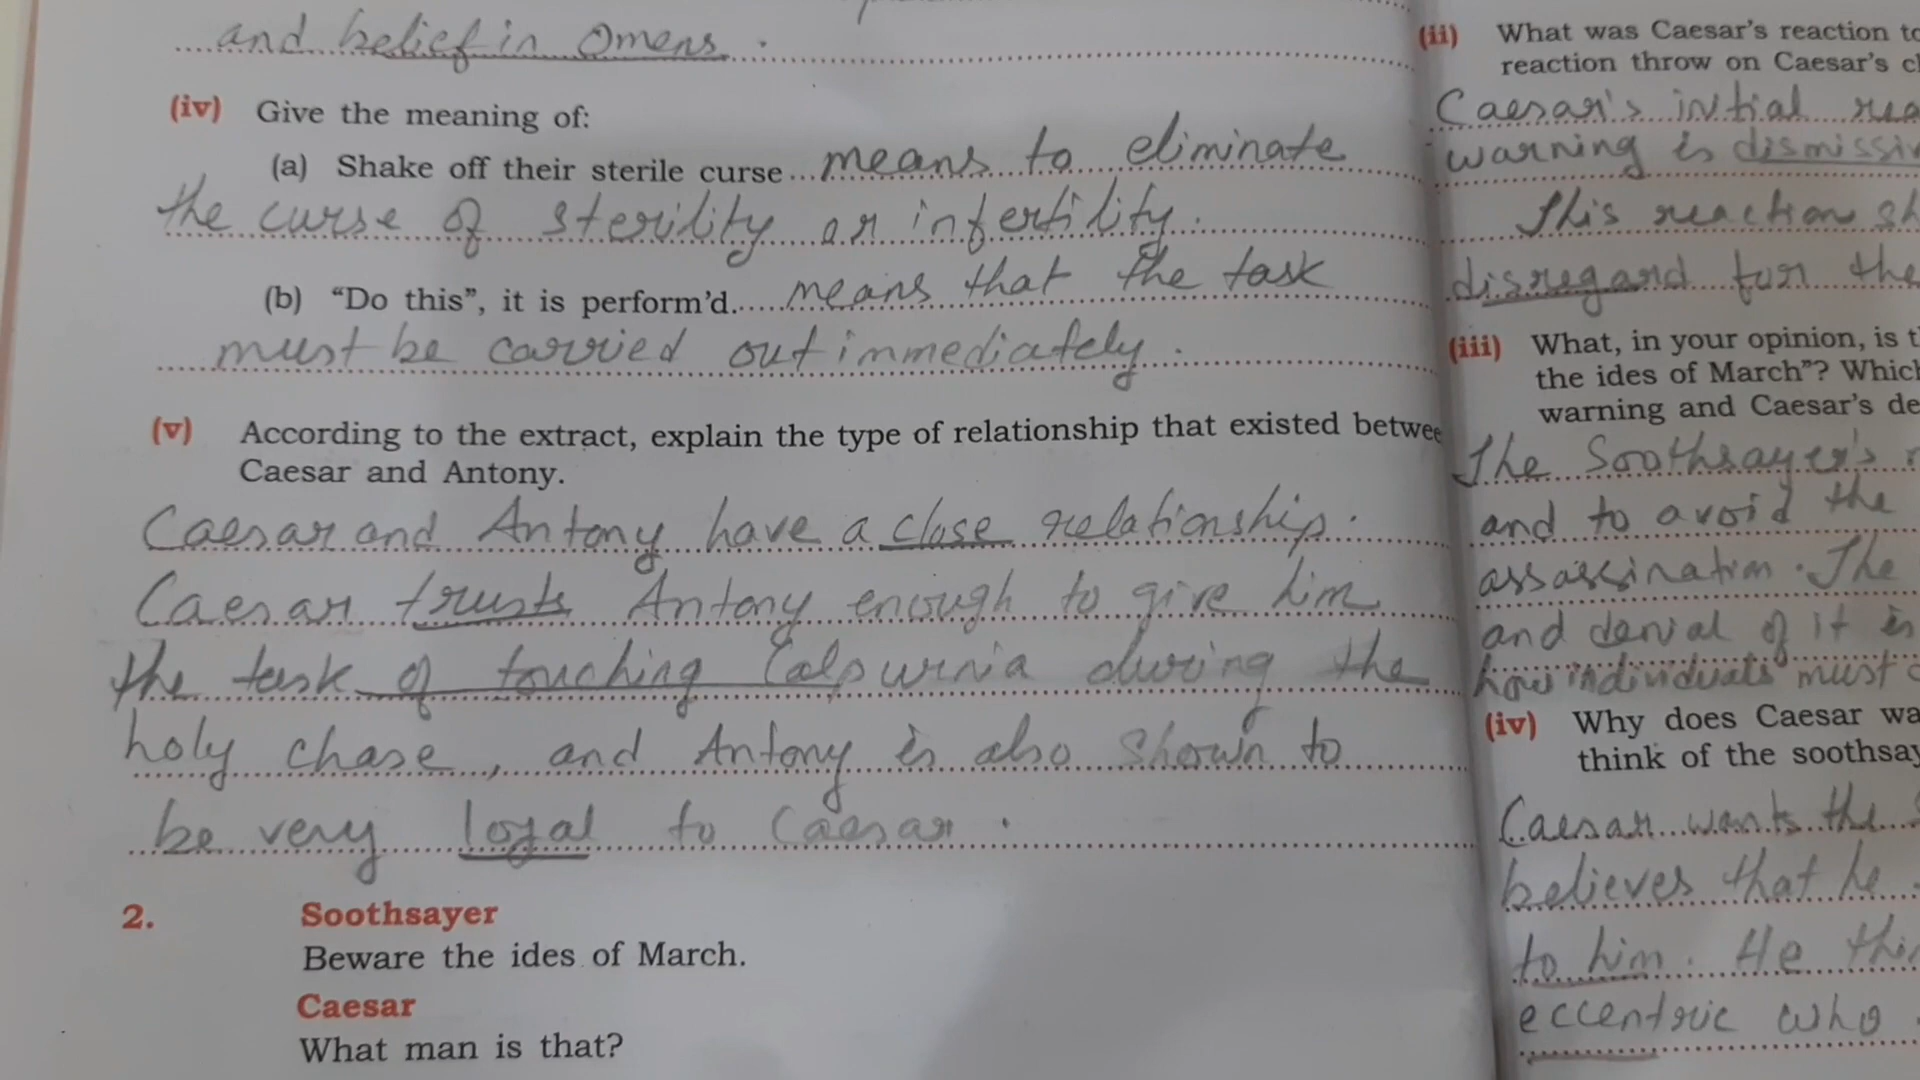 and belief in Omens.
(iv) Give the meaning of:
(a) Shake off their sterile curse means to eliminate
the curse of sterility or infertility.
(b) "Do this", it is perform'd. means that the task
must be carried out immediately.
(v) According to the extract, explain the type of relationship that existed betwee
Caesar and Antony.
Caesar and Antony have a close relationship.
Caesar trusts Antony enough to give him
the task of touching Calpurnia during the
holy chase, and Antony is also shown to
be very loyal to Caesar.
2. Soothsayer
Beware the ides of March.
Caesar
What man is that?
(ii) What was Caesar's reaction to
reaction throw on Caesar's
Caesar's initial
warning is
This reaction
disregard for the
(iii) What, in your opinion, is
the ides of March"? Which
warning and Caesar's
The Soothsayer's
and to avoid the
assassination. The
and denial of it is
how individuals must
(iv) Why does Caesar
think of the
Caesar wants the
believes that he
to him. He
eccentric who